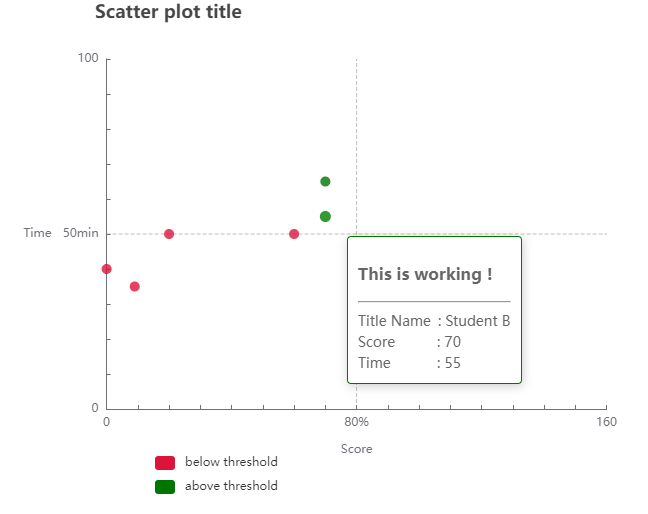 Scatter plot title
100
Time 50min
This is working !
Title Name : Student B
Score : 70
Time : 55
0
0 80% 160
Score
below threshold
above threshold